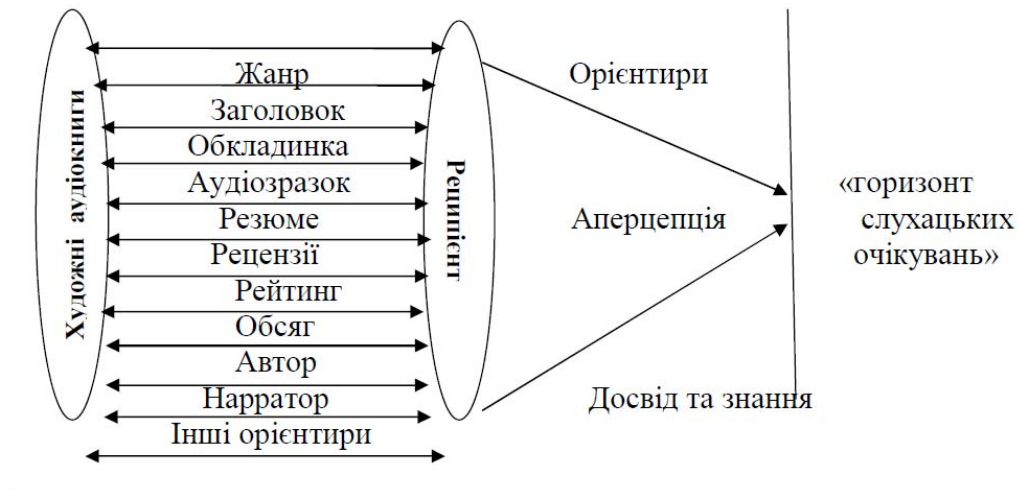 Художні аудіокниги
Жанр
Заголовок
Обкладинка
Аудіозразок
Резюме
Рецензії
Рейтинг
Обсяг
Автор
Нарратор
Інші орієнтири
Реципієнт
Орієнтири
Аперцепція
Досвід та знання
«горизонт
слухацьких
очікувань»